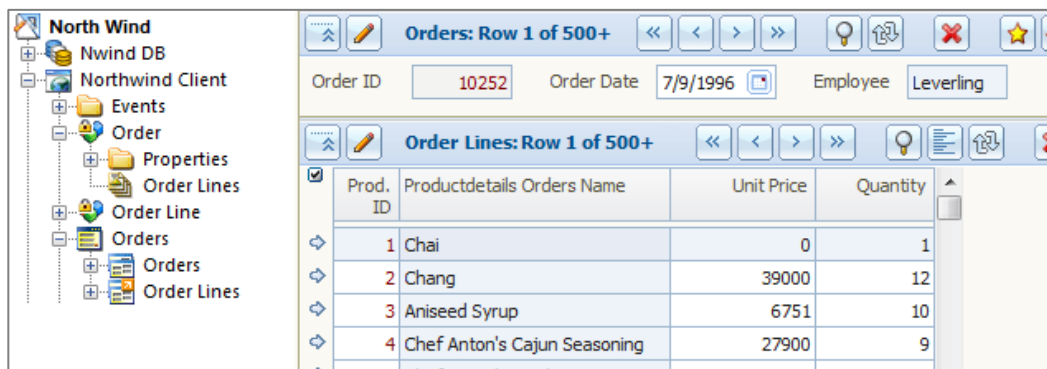 North Wind
Nwind DB
Northwind Client
Events
Order
Properties
Order Lines
Order Line
Orders
Orders
Order Lines
Orders: Row 1 of 500+
Order ID 10252 Order Date 7/9/1996 Employee Leverling
Order Lines: Row 1 of 500+
Prod. ID Productdetails Orders Name Unit Price Quantity
1 Chai 0 1
2 Chang 39000 12
3 Aniseed Syrup 6751 10
4 Chef Anton's Cajun Seasoning 27900 9